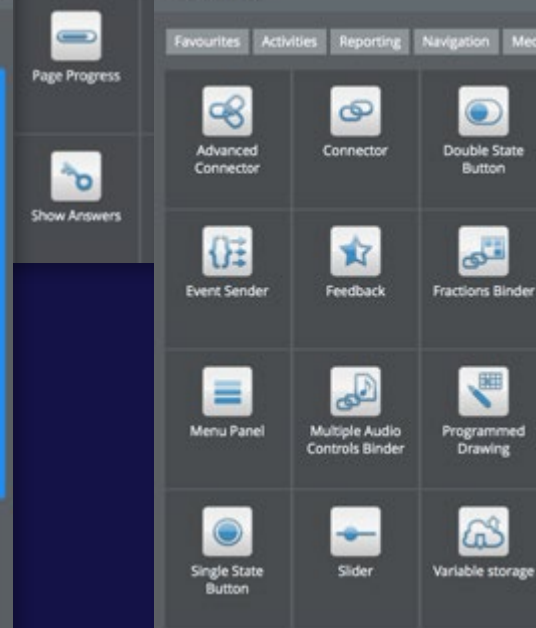 Page Progress
Show Answers
Favourites Activities Reporting Navigation
Advanced
Connector
Connector
Double State
Button
Event Sender
Feedback
Fractions Binder
Menu Panel
Multiple Audio
Controls Binder
Programmed
Drawing
Single State
Button
Slider
Variable storage